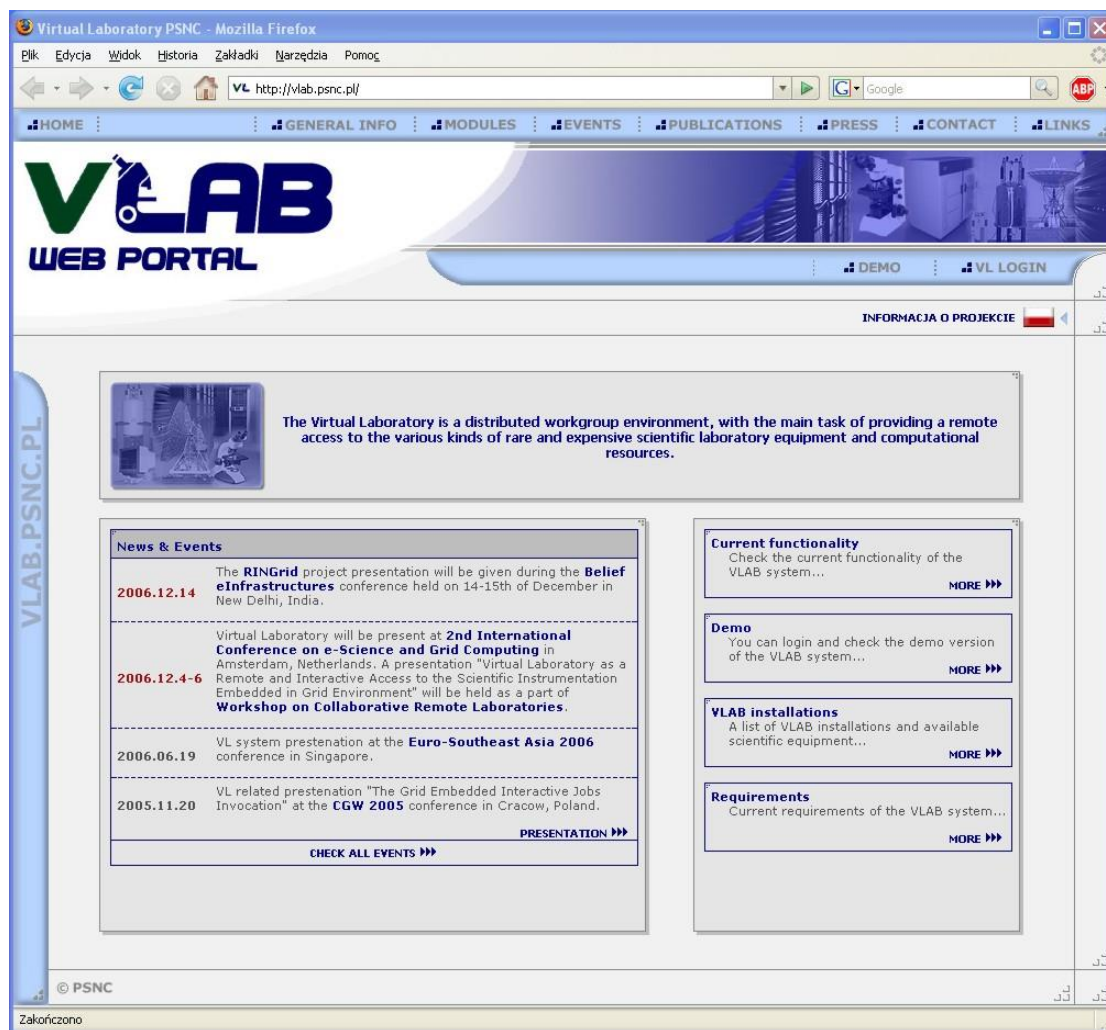 Virtual Laboratory PSNC - Mozilla Firefox
Plik Edycja Widok Historia Zakładki Narzędzia Pomoc
VL http://vlab.psnc.pl/ G Google ABP
HOME GENERAL INFO MODULES EVENTS PUBLICATIONS PRESS CONTACT LINKS
VLAB
WEB PORTAL
DEMO VL LOGIN
INFORMACJA O PROJEKCIE
VLAB.PSNC.PL
The Virtual Laboratory is a distributed workgroup environment, with the main task of providing a remote
access to the various kinds of rare and expensive scientific laboratory equipment and computational
resources.
News & Events
2006.12.14
The RINGrid project presentation will be given during the Belief
eInfrastructures conference held on 14-15th of December in
New Delhi, India.
2006.12.4-6
Virtual Laboratory will be present at 2nd International
Conference on e-Science and Grid Computing in
Amsterdam, Netherlands. A presentation "Virtual Laboratory as a
Remote and Interactive Access to the Scientific Instrumentation
Embedded in Grid Environment" will be held as a part of
Workshop on Collaborative Remote Laboratories.
2006.06.19
VL system prestenation at the Euro-Southeast Asia 2006
conference in Singapore.
2005.11.20
VL related prestenation "The Grid Embedded Interactive Jobs
Invocation" at the CGW 2005 conference in Cracow, Poland.
PRESENTATION
CHECK ALL EVENTS
Current functionality
Check the current functionality of the
VLAB system...
MORE
Demo
You can login and check the demo version
of the VLAB system...
MORE
VLAB installations
A list of VLAB installations and available
scientific equipment...
MORE
Requirements
Current requirements of the VLAB system...
MORE
© PSNC
Zakończono